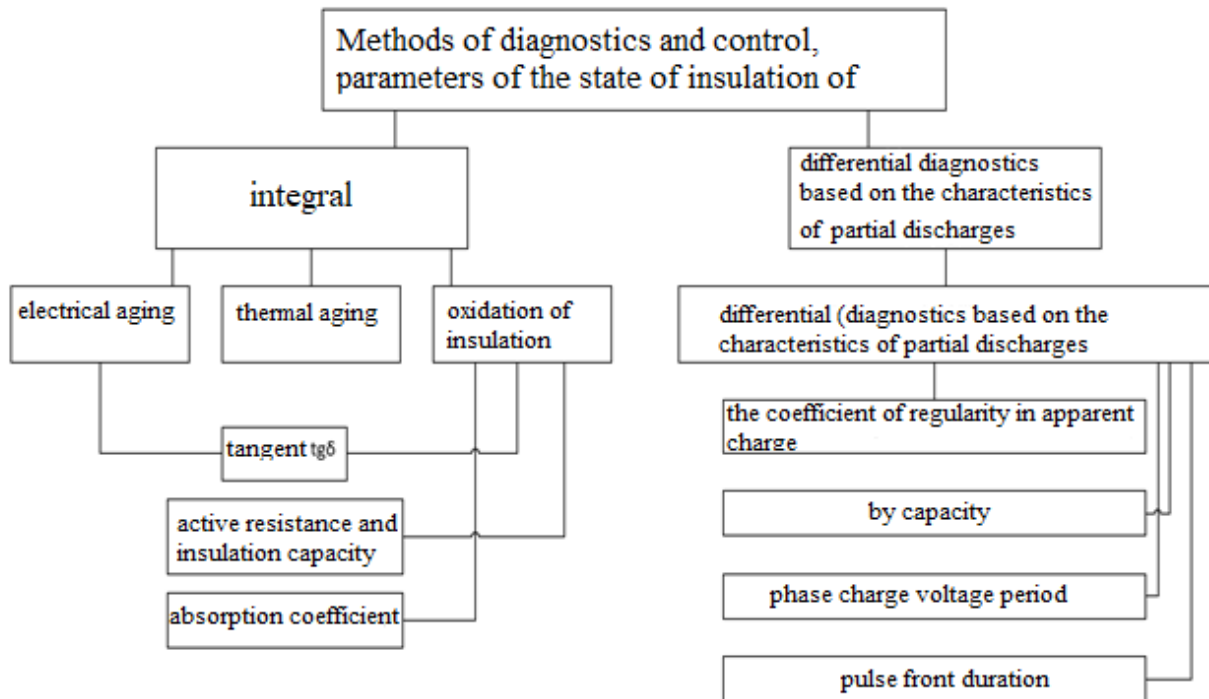 Methods of diagnostics and control,
parameters of the state of insulation of
integral
differential diagnostics
based on the characteristics
of partial discharges
electrical aging
thermal aging
oxidation of
insulation
differential (diagnostics based on the
characteristics of partial discharges
tangent tgδ
active resistance and
insulation capacity
absorption coefficient
the coefficient of regularity in apparent
charge
by capacity
phase charge voltage period
pulse front duration